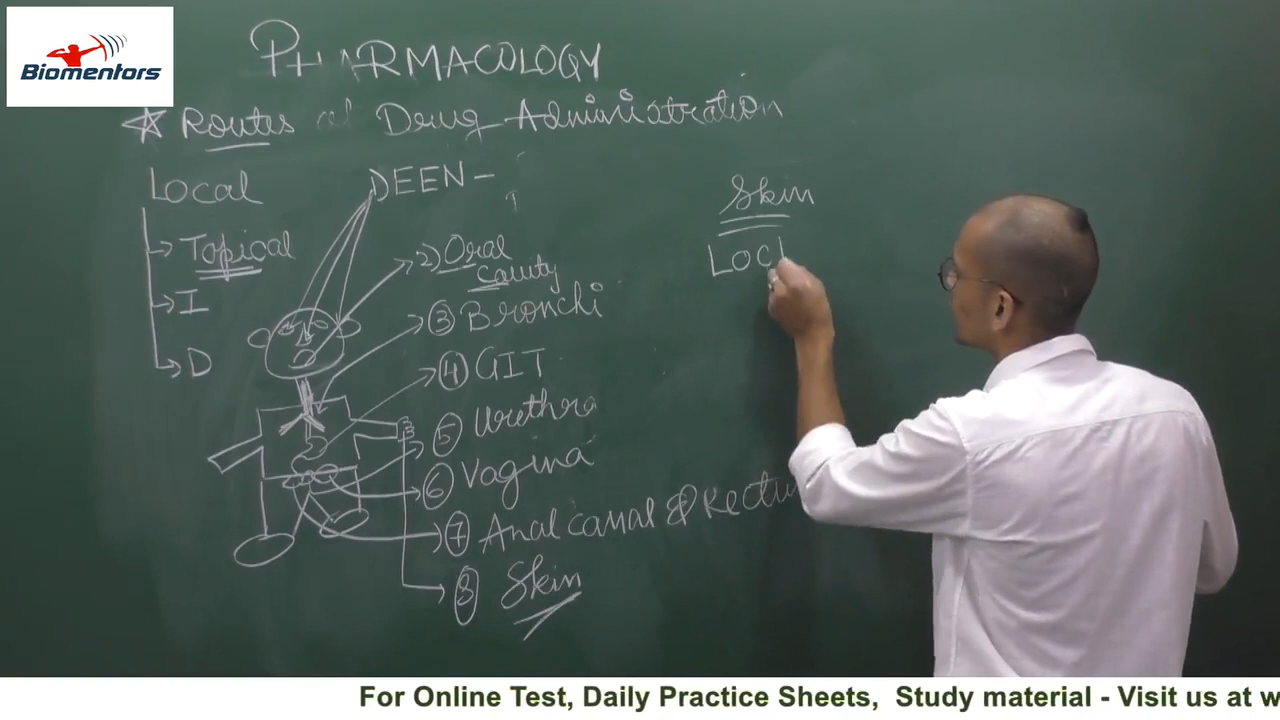 Biomentors
PHARMACOLOGY
Routes of Drug Administration
Local
Topical
I
D
DEEN -
2) Oral
cavity
3 Bronchi
4 GIT
5 Urethra
6 Vagina
7 Anal canal & Rectu
8 Skin
Skin
LOC
For Online Test, Daily Practice Sheets, Study material - Visit us at w